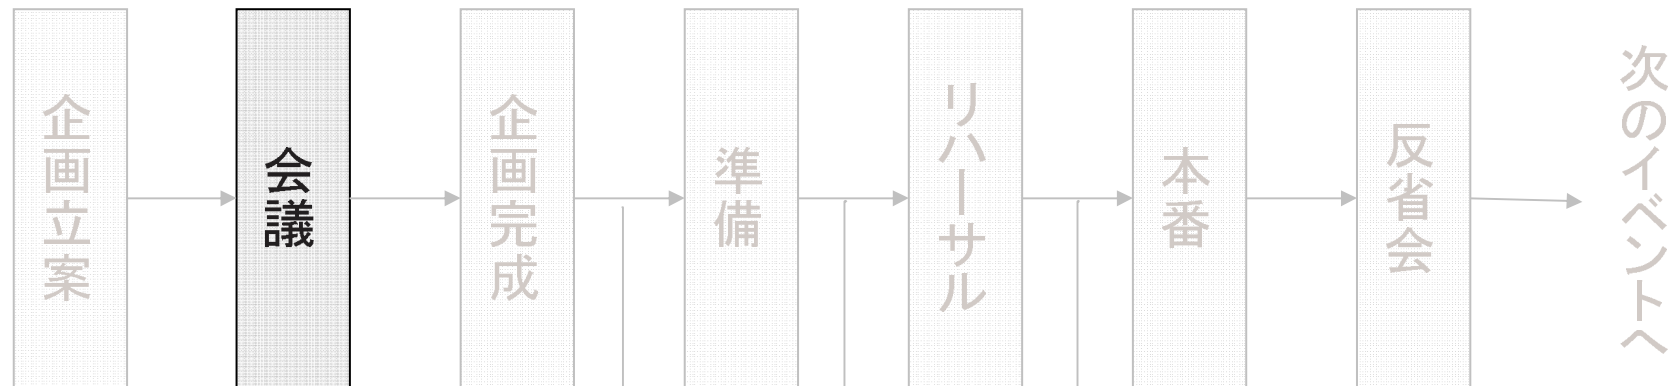 企画立案
会議
企画完成
準備
リハーサル
本番
反省会
次のイベントへ